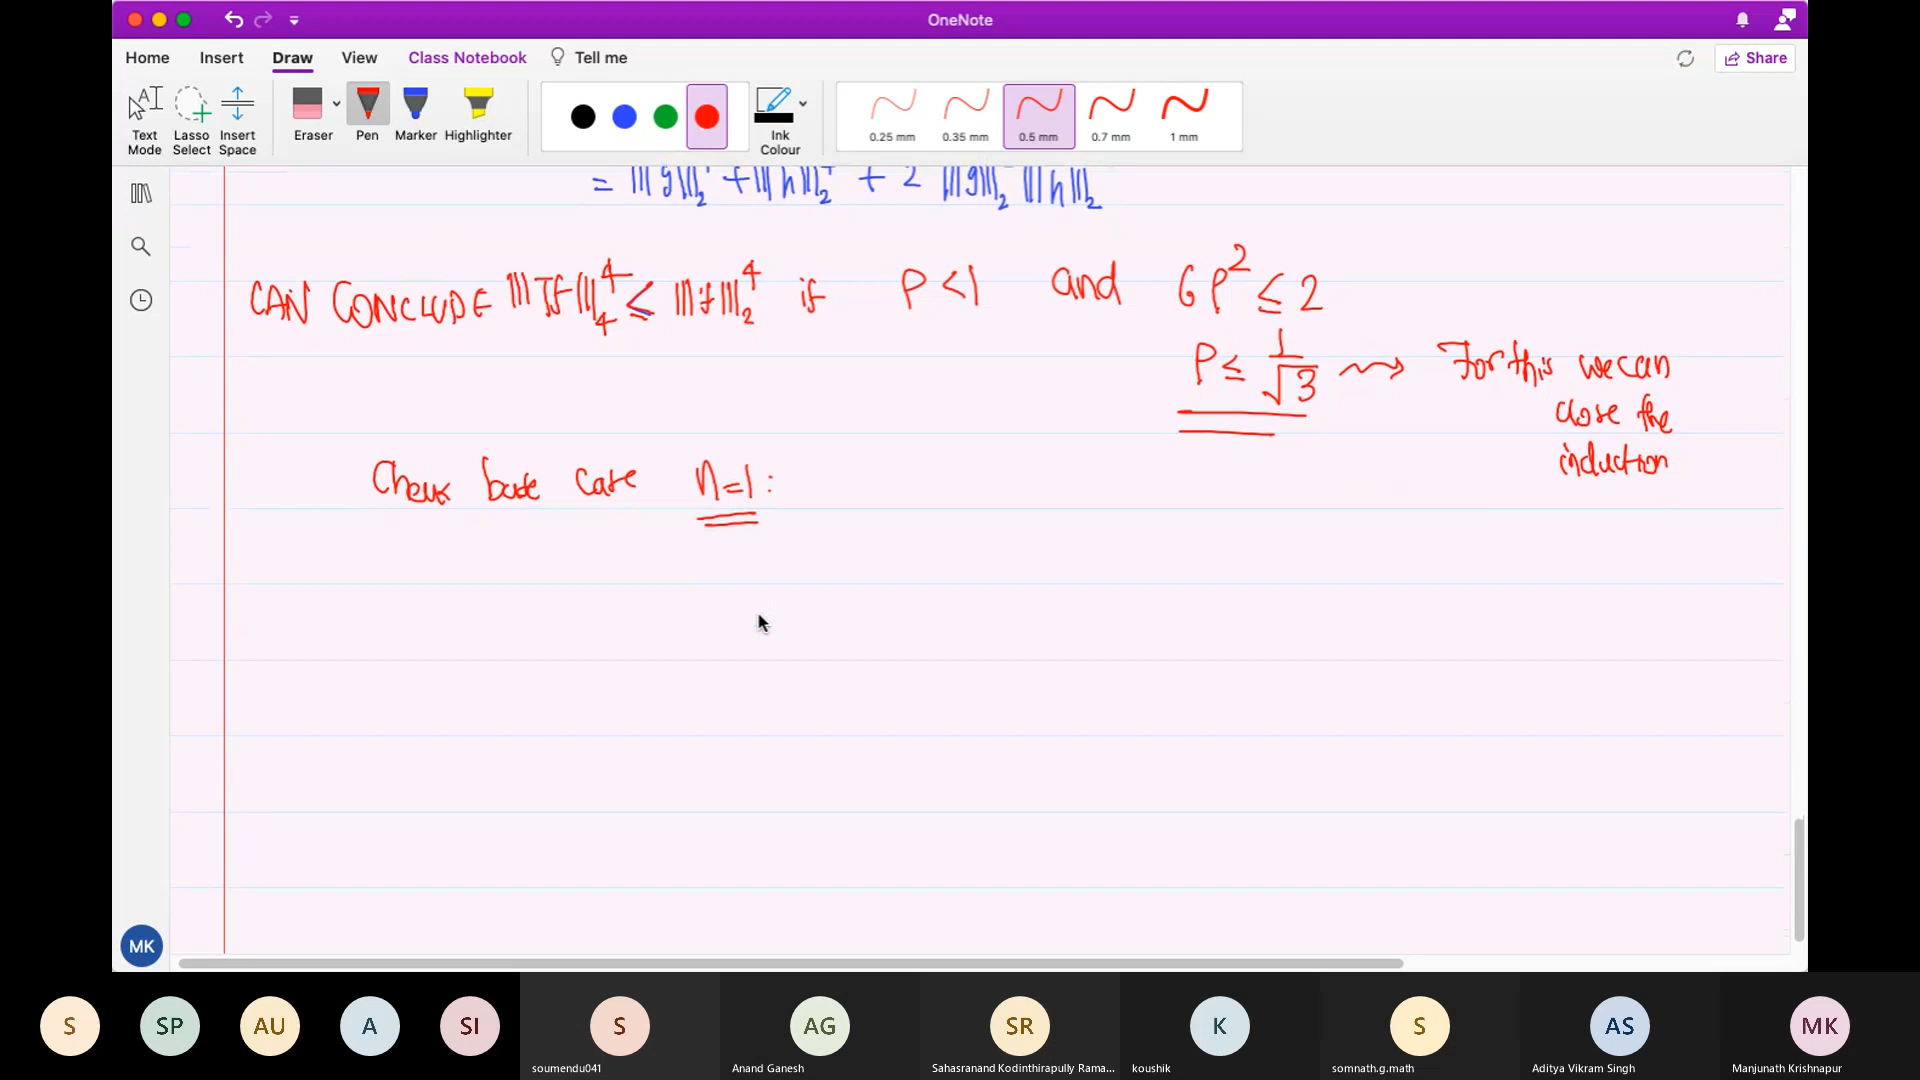 OneNote
Home Insert Draw View Class Notebook Tell me
Share
Text Mode
Lasso Select
Insert Space
Eraser
Pen
Marker
Highlighter
Ink Colour
0.25 mm
0.35 mm
0.5 mm
0.7 mm
1 mm
= |||g|||₂⁴ + |||h|||₂⁴ + 2 |||g|||₂² |||h|||₂²
CAN CONCLUDE |||Tf|||₄⁴ ≤ |||f|||₂⁴ if P<1 and 6P² ≤ 2
P ≤ 1/√3 ⇝ For this we can
close the
induction
Check base case n=1:
MK
S SP AU A SI S AG SR K S AS MK
soumendu041
Anand Ganesh
Sahasranand Kodinthirapully Rama...
koushik
somnath.g.math
Aditya Vikram Singh
Manjunath Krishnapur